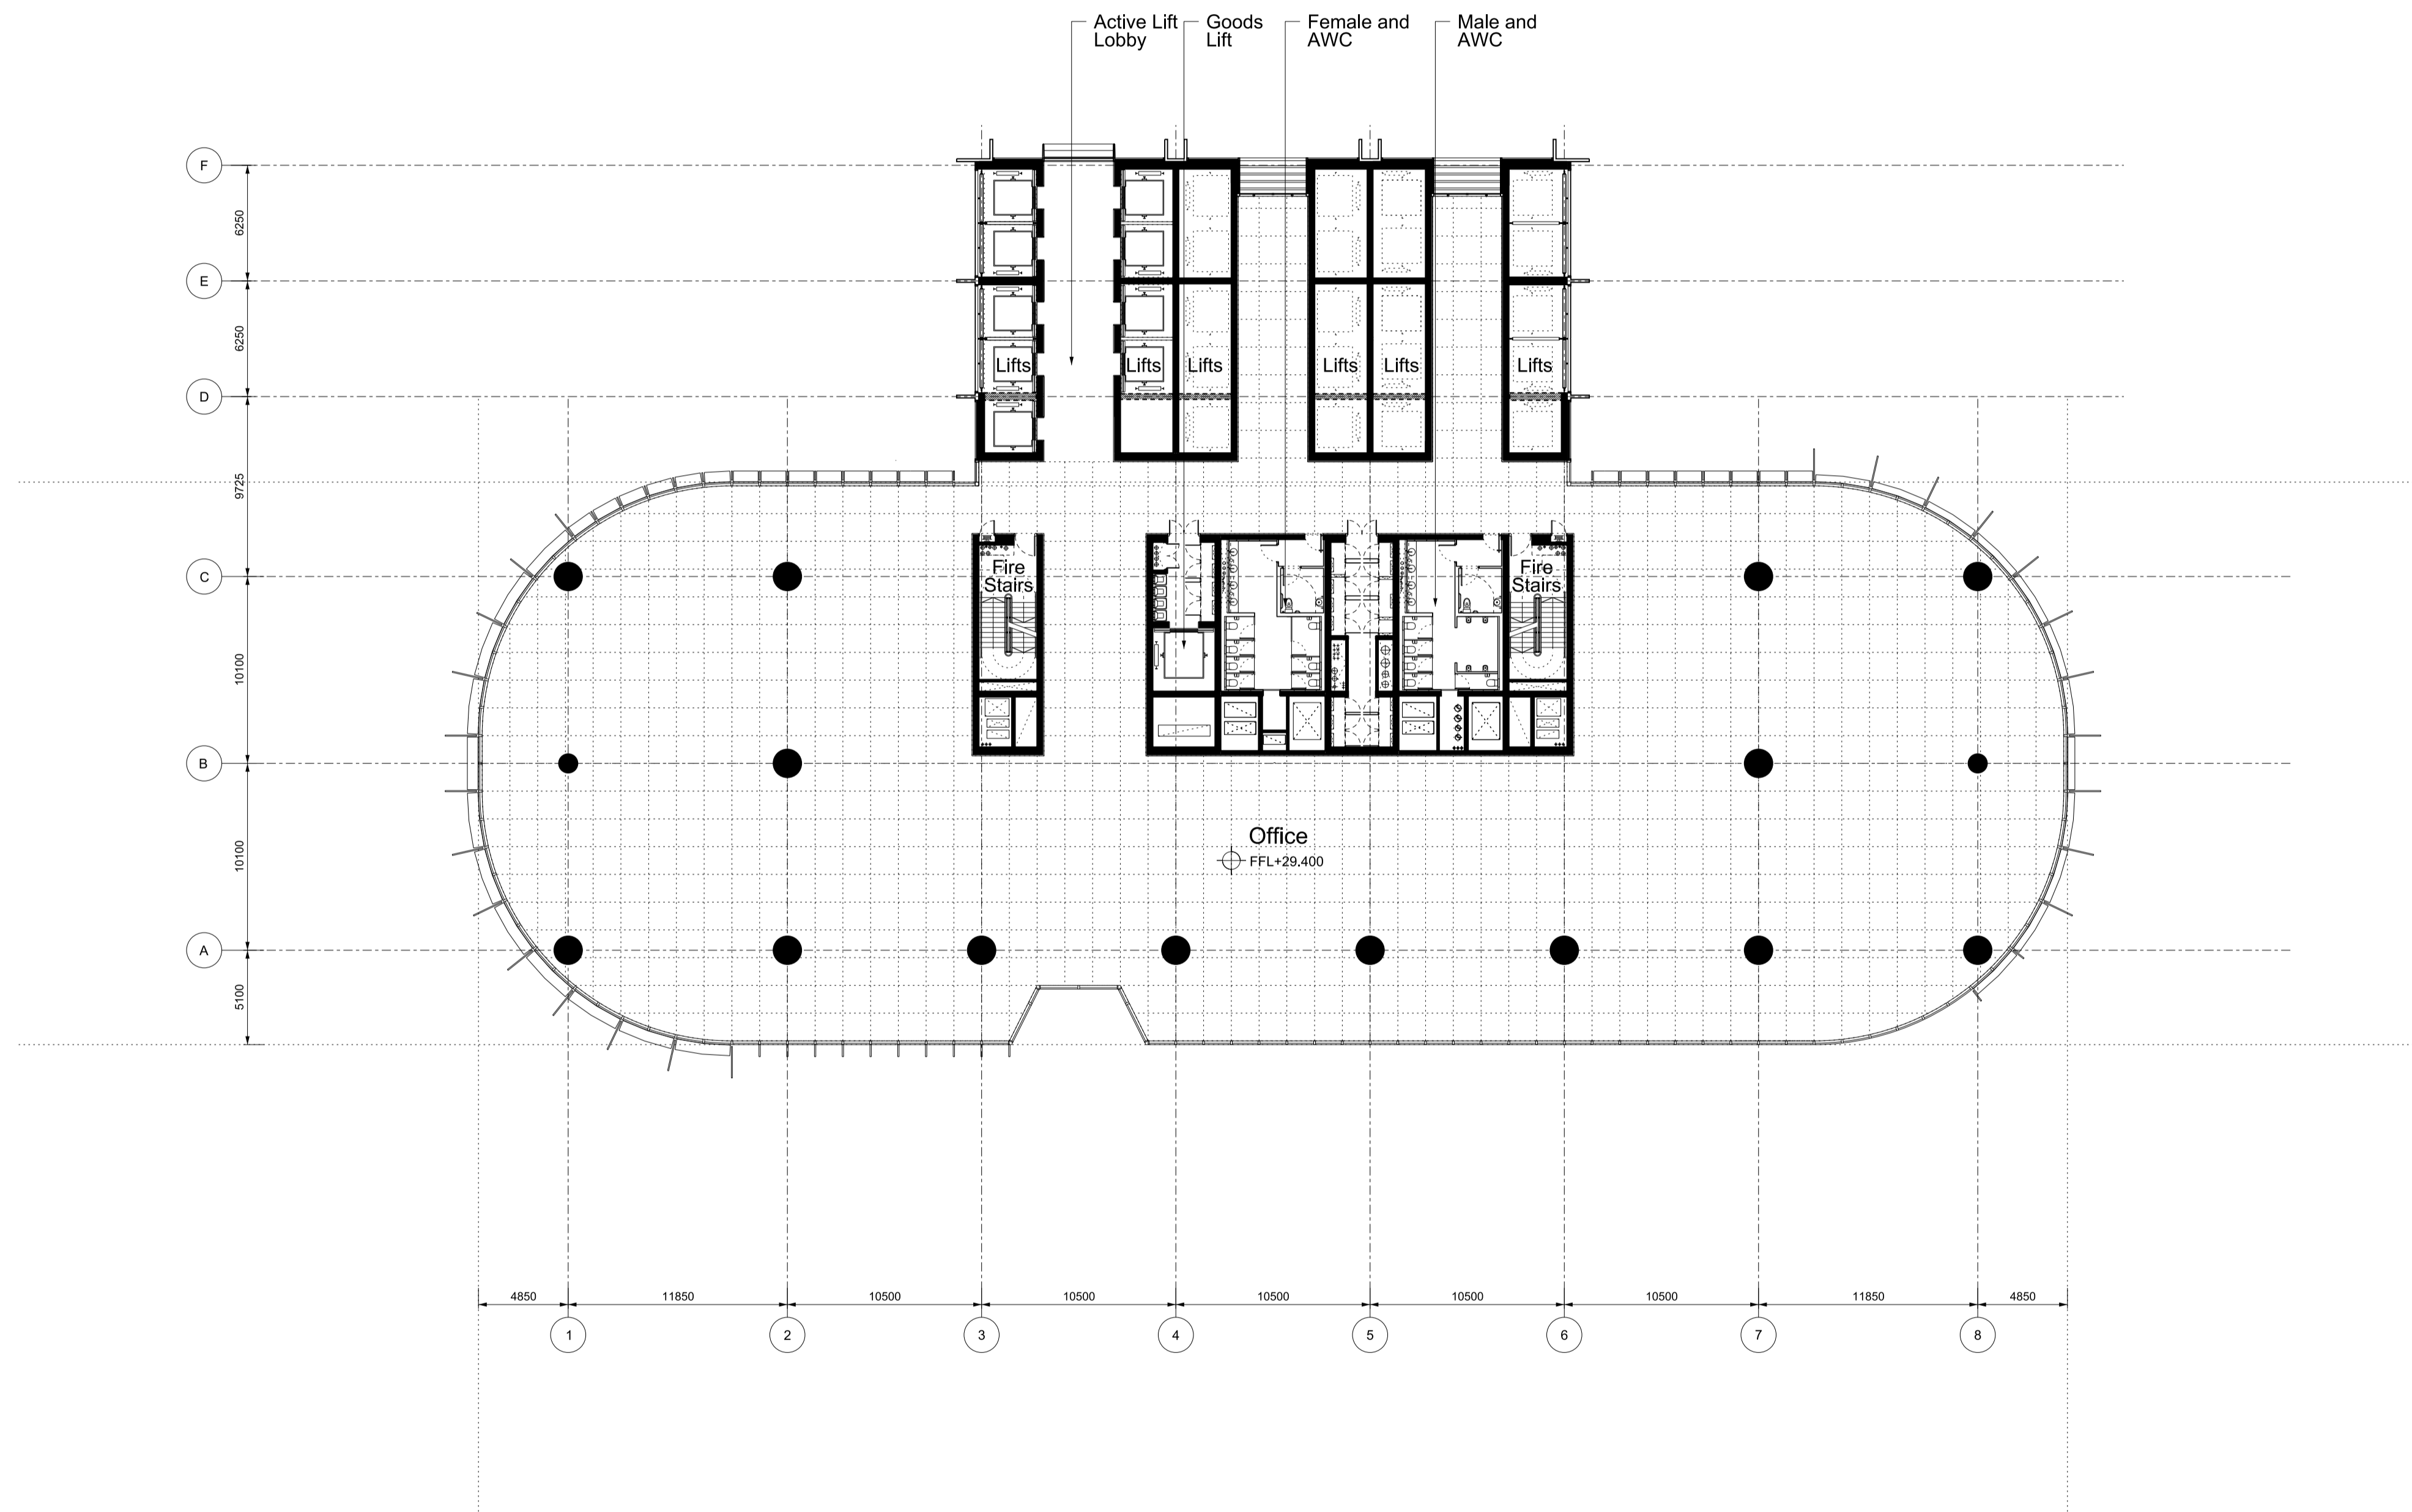 Active Lift
Lobby
Goods
Lift
Female and
AWC
Male and
AWC
F
6250
E
6250
Lifts
Lifts
Lifts
Lifts
Lifts
Lifts
D
9725
C
Fire
Stairs
Fire
Stairs
10100
B
Office
FFL+29.400
10100
A
5100
4850
11850
10500
10500
10500
10500
10500
11850
4850
1
2
3
4
5
6
7
8